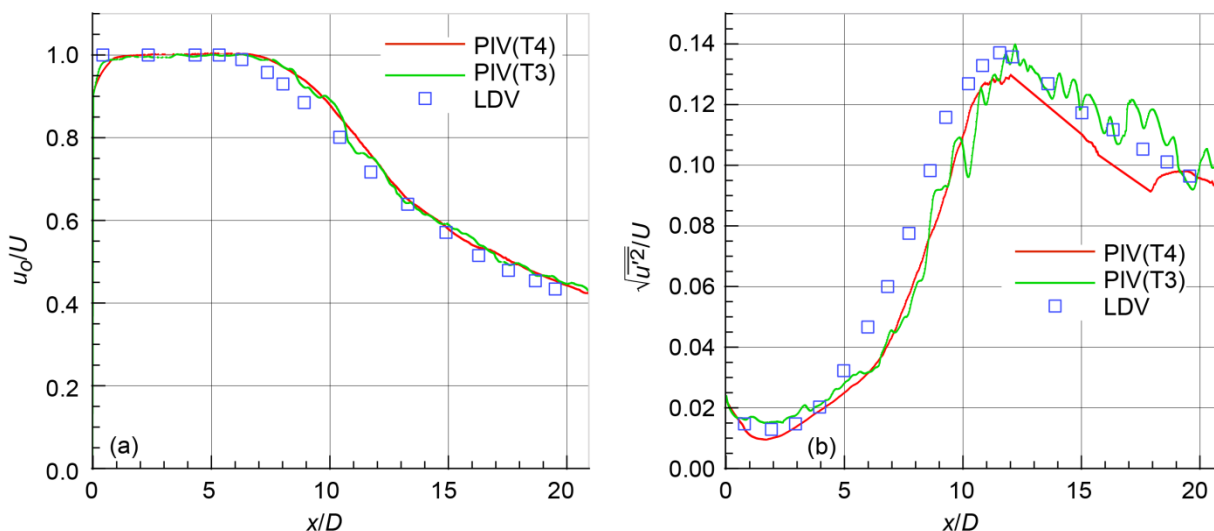 1.0
0.8
0.6
0.4
0.2
0.0
u_o/U
PIV(T4)
PIV(T3)
LDV
(a)
0 5 10 15 20
x/D
0.14
0.12
0.10
0.08
0.06
0.04
0.02
0.00
√u'²/U
PIV(T4)
PIV(T3)
LDV
(b)
0 5 10 15 20
x/D